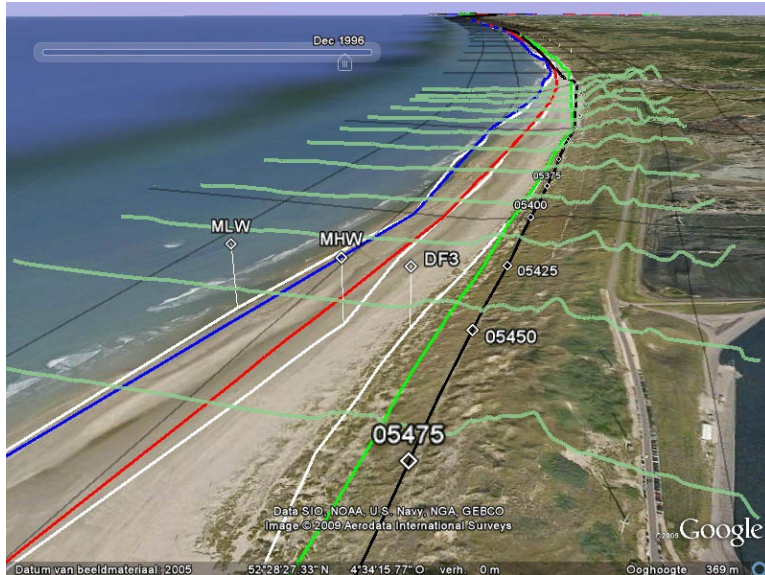 Dec 1996
05375
05400
MLW
MHW
DF3
05425
05450
05475
Data SIO, NOAA, U.S. Navy, NGA, GEBCO
Image © 2009 Aerodata International Surveys
©2009 Google
Datum van beeldmateriaal: 2005 52°28'27.33" N 4°34'15.77" O verh. 0 m Ooghoogte 369 m